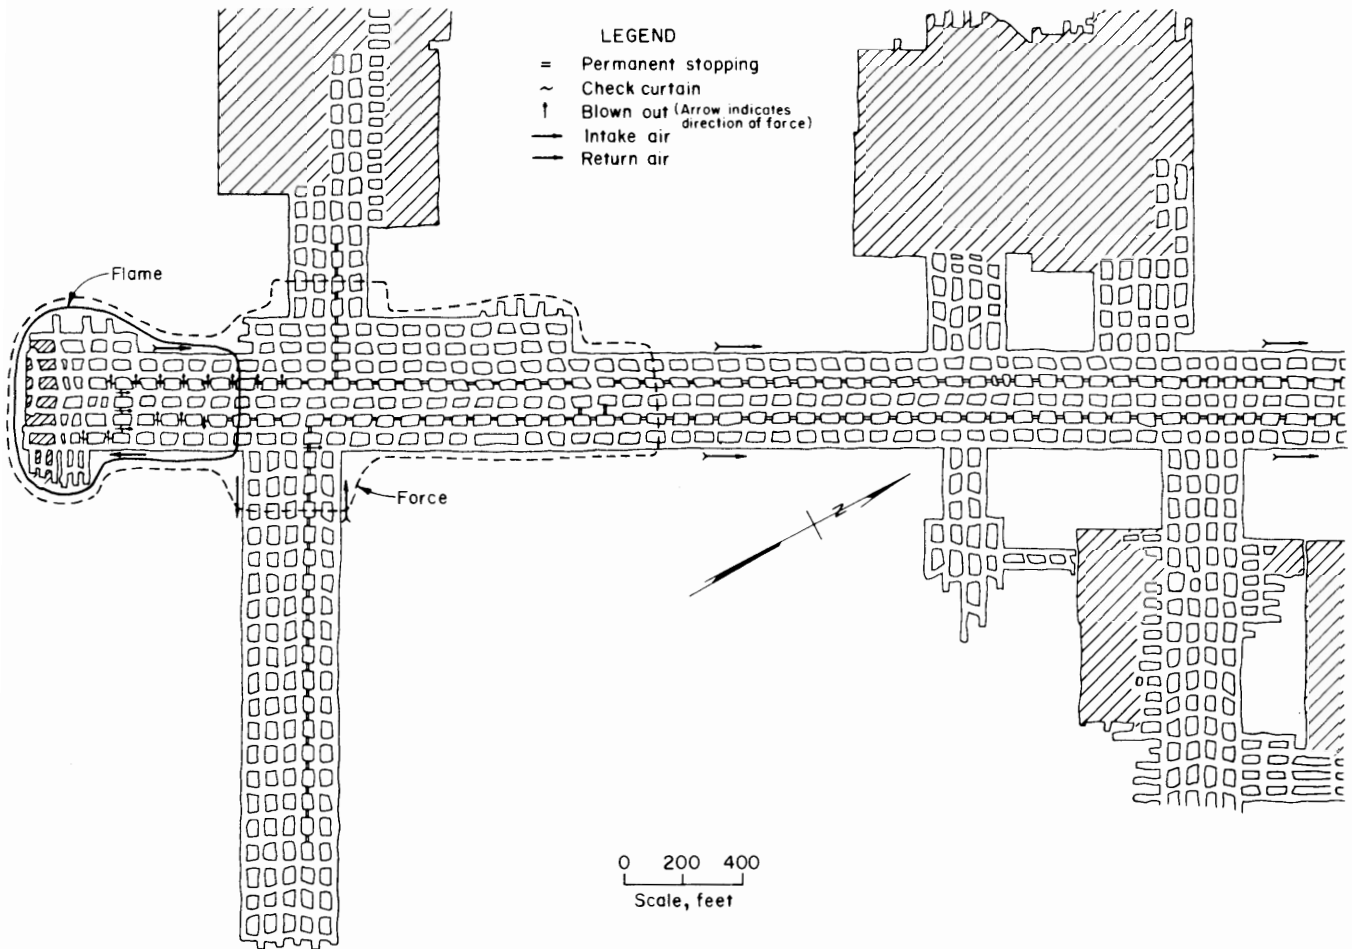 LEGEND
= Permanent stopping
~ Check curtain
↑ Blown out (Arrow indicates direction of force)
→ Intake air
→ Return air
Flame
Force
N
0 200 400
Scale, feet